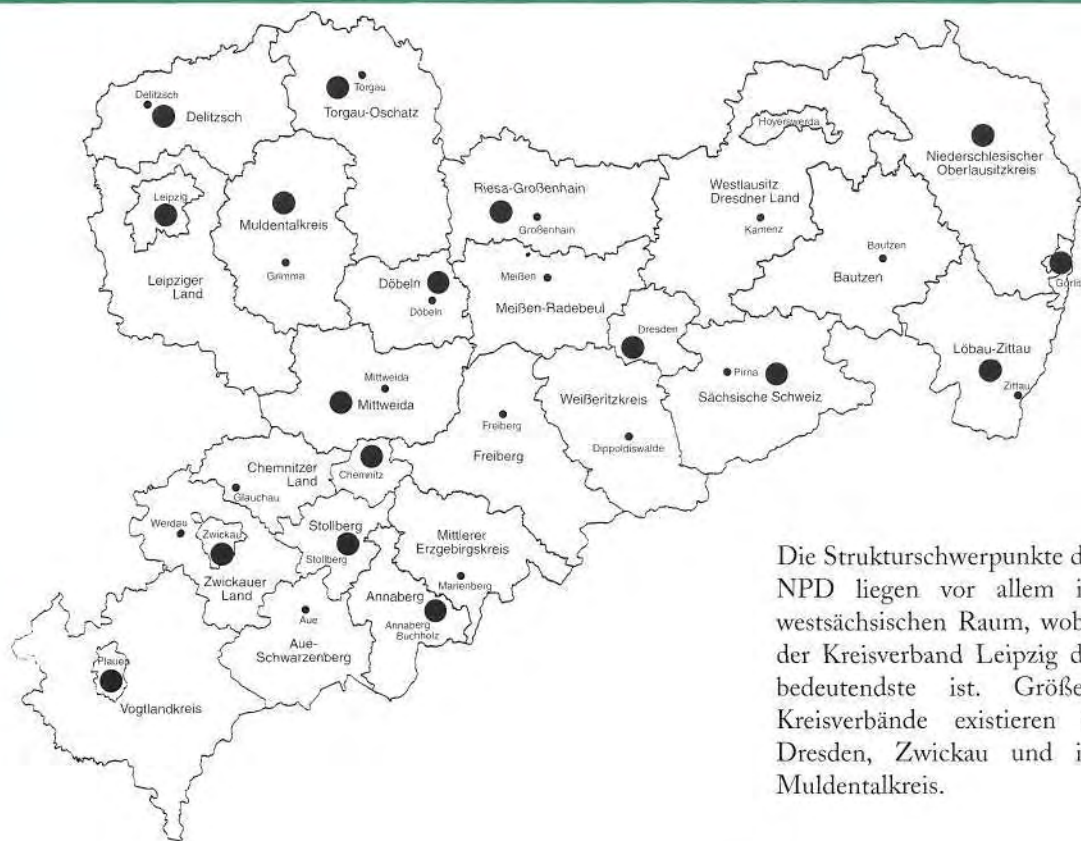 Delitzsch
Delitzsch
Torgau
Torgau-Oschatz
Hoyerswerda
Niederschlesischer
Oberlausitzkreis
Leipzig
Muldentalkreis
Riesa-Großenhain
Großenhain
Westlausitz
Dresdner Land
Kamenz
Grimma
Leipziger
Land
Döbeln
Döbeln
Meißen
Meißen-Radebeul
Bautzen
Bautzen
Dresden
Löbau-Zittau
Zittau
Mittweida
Mittweida
Pirna
Sächsische Schweiz
Weißeritzkreis
Dippoldiswalde
Freiberg
Freiberg
Chemnitzer
Land
Chemnitz
Glauchau
Werdau
Zwickau
Zwickauer
Land
Stollberg
Stollberg
Mittlerer
Erzgebirgskreis
Marienberg
Annaberg
Annaberg
Buchholz
Aue
Aue-
Schwarzenberg
Plauen
Vogtlandkreis
Die Strukturschwerpunkte d
NPD liegen vor allem i
westsächsischen Raum, wob
der Kreisverband Leipzig d
bedeutendste ist. Größe
Kreisverbände existieren
Dresden, Zwickau und i
Muldentalkreis.